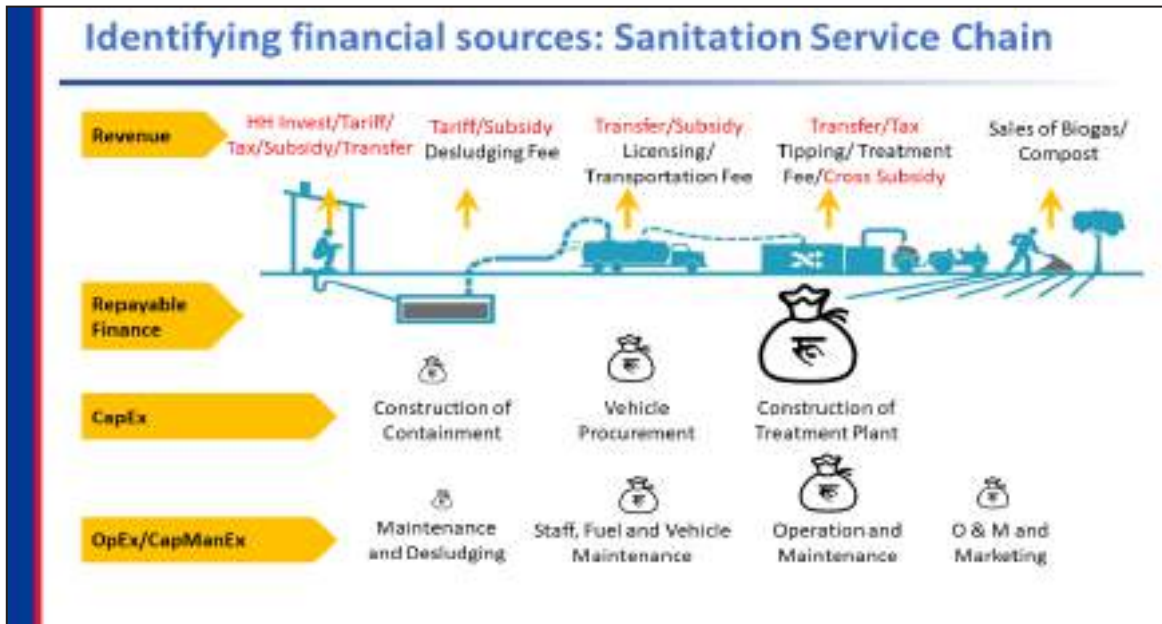 Identifying financial sources: Sanitation Service Chain
Revenue
HH Invest/Tariff/
Tax/Subsidy/Transfer
Tariff/Subsidy
Desludging Fee
Transfer/Subsidy
Licensing/
Transportation Fee
Transfer/Tax
Tipping/ Treatment
Fee/Cross Subsidy
Sales of Biogas/
Compost
Repayable
Finance
रू
रू
रू
CapEx
Construction of
Containment
Vehicle
Procurement
Construction of
Treatment Plant
रू
रू
रू
रू
OpEx/CapManEx
Maintenance
and Desludging
Staff, Fuel and Vehicle
Maintenance
Operation and
Maintenance
O & M and
Marketing